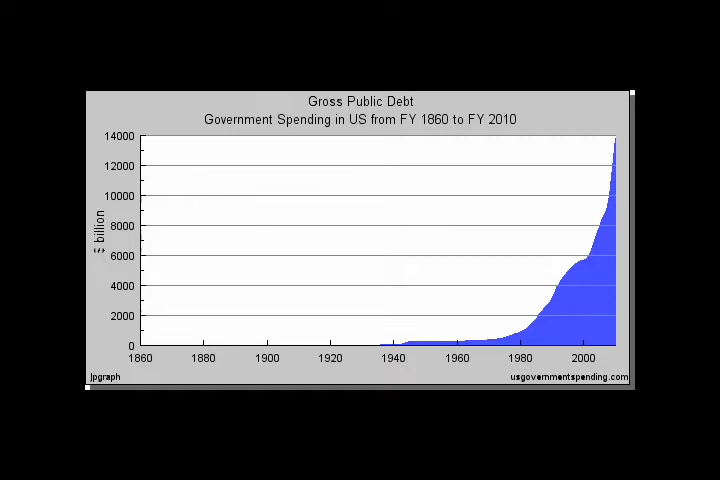 Gross Public Debt
Government Spending in US from FY 1860 to FY 2010
14000
12000
10000
8000
6000
4000
2000
0
$ billion
1860 1880 1900 1920 1940 1960 1980 2000
jpgraph
usgovernmentspending.com